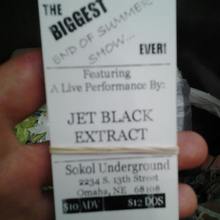 THE
BIGGEST
END OF SUMMER
SHOW...
EVER!
Featuring
A Live Performance By:
JET BLACK
EXTRACT
Sokol Underground
2234 S. 13th Street
Omaha, NE 68108
$10 ADV $12 DOS